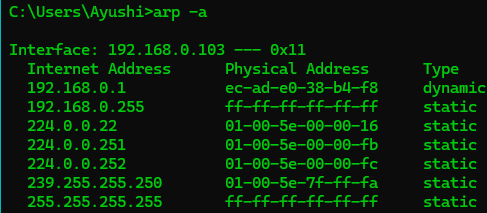 C:\Users\Ayushi>arp -a
Interface: 192.168.0.103 --- 0x11
Internet Address Physical Address Type
192.168.0.1 ec-ad-e0-38-b4-f8 dynamic
192.168.0.255 ff-ff-ff-ff-ff-ff static
224.0.0.22 01-00-5e-00-00-16 static
224.0.0.251 01-00-5e-00-00-fb static
224.0.0.252 01-00-5e-00-00-fc static
239.255.255.250 01-00-5e-7f-ff-fa static
255.255.255.255 ff-ff-ff-ff-ff-ff static